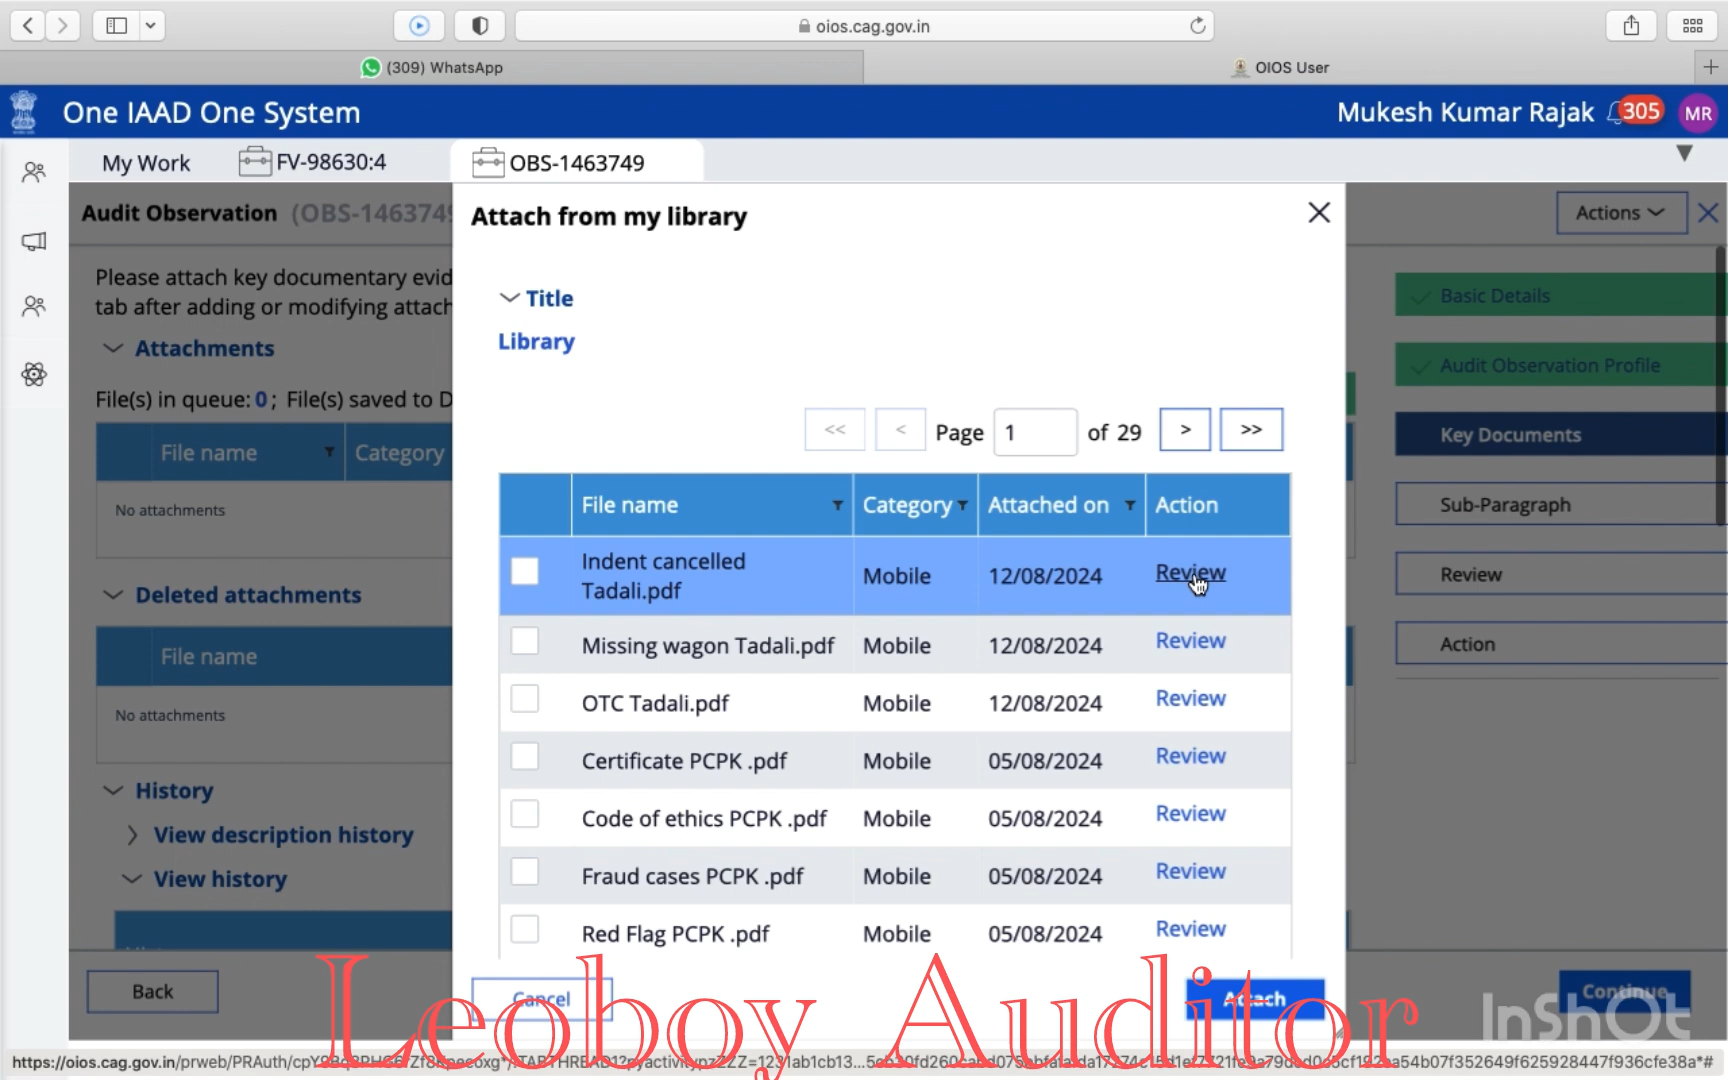 oios.cag.gov.in
(309) WhatsApp
OIOS User
One IAAD One System
Mukesh Kumar Rajak
305
MR
My Work
FV-98630:4
OBS-1463749
Audit Observation (OBS-1463749
Actions
Attach from my library
Please attach key documentary evid
tab after adding or modifying attach
Attachments
File(s) in queue: 0; File(s) saved to D
File name
Category
No attachments
Deleted attachments
File name
No attachments
History
View description history
View history
Back
Title
Library
<<
<
Page 1 of 29
>
>>
File name Category Attached on Action
Indent cancelled
Tadali.pdf
Mobile 12/08/2024 Review
Missing wagon Tadali.pdf Mobile 12/08/2024 Review
OTC Tadali.pdf Mobile 12/08/2024 Review
Certificate PCPK .pdf Mobile 05/08/2024 Review
Code of ethics PCPK .pdf Mobile 05/08/2024 Review
Fraud cases PCPK .pdf Mobile 05/08/2024 Review
Red Flag PCPK .pdf Mobile 05/08/2024 Review
Cancel
Attach
Basic Details
Audit Observation Profile
Key Documents
Sub-Paragraph
Review
Action
Continue
Leoboy Auditor
InShOt